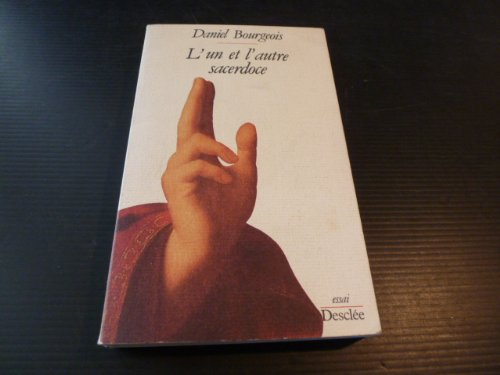 Daniel Bourgeois
L'un et l'autre
sacerdoce
essai
Desclée